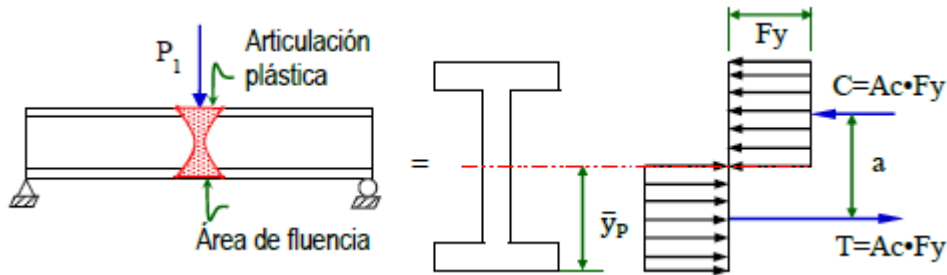 P1
Articulación
plástica
Área de fluencia
=
ȳP
Fy
C=Ac•Fy
a
T=Ac•Fy